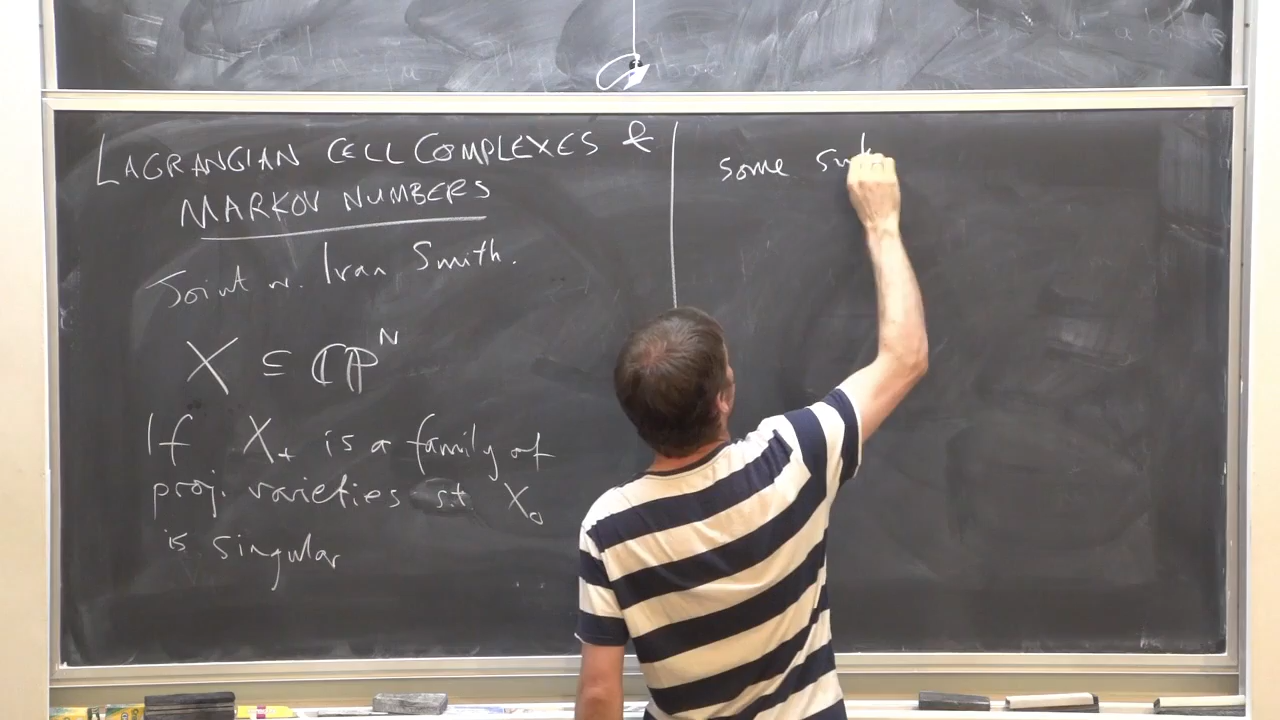 LAGRANGIAN CELL COMPLEXES &
MARKOV NUMBERS
Joint w. Ivan Smith.
X ⊆ ℂℙ^N
If X_t is a family of
proj. varieties s.t. X_0
is singular
some